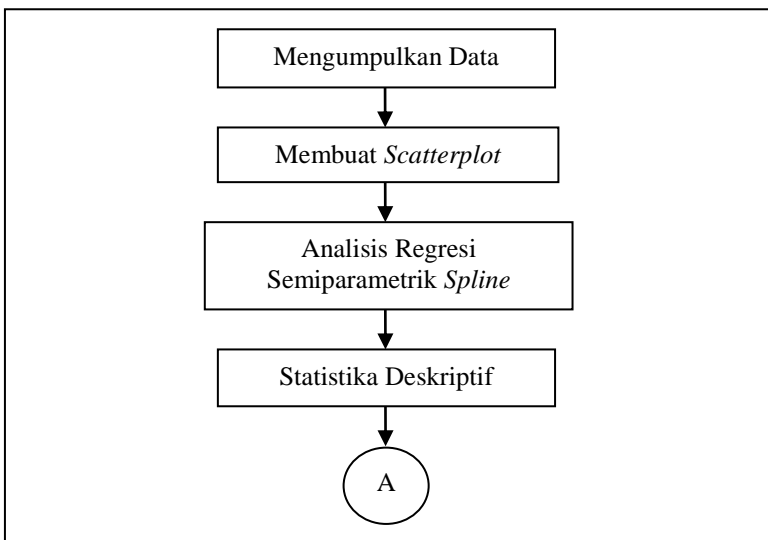 Mengumpulkan Data
Membuat Scatterplot
Analisis Regresi
Semiparametrik Spline
Statistika Deskriptif
A